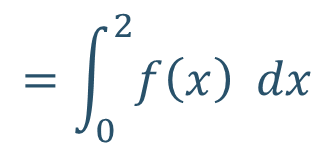 = ∫₀² f(x) dx